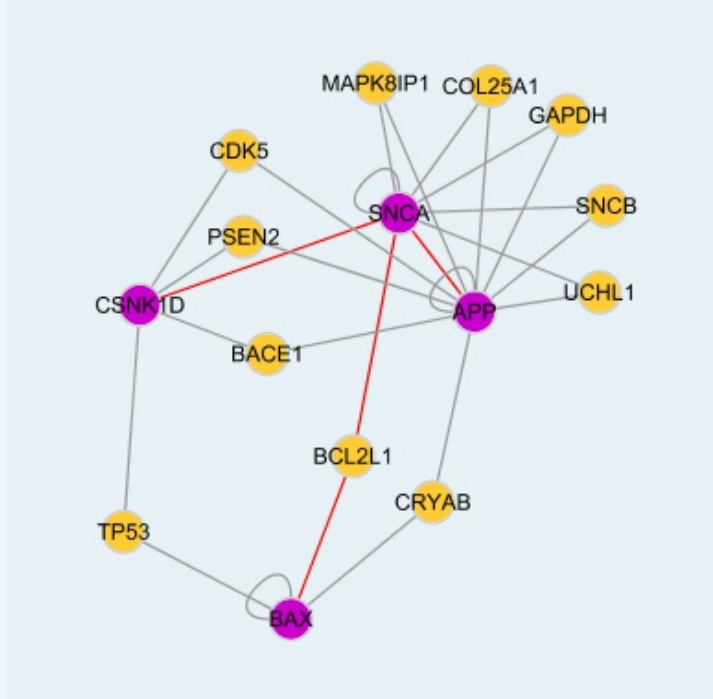 MAPK8IP1
COL25A1
GAPDH
CDK5
SNCB
SNCA
PSEN2
UCHL1
CSNK1D
APP
BACE1
BCL2L1
CRYAB
TP53
BAX